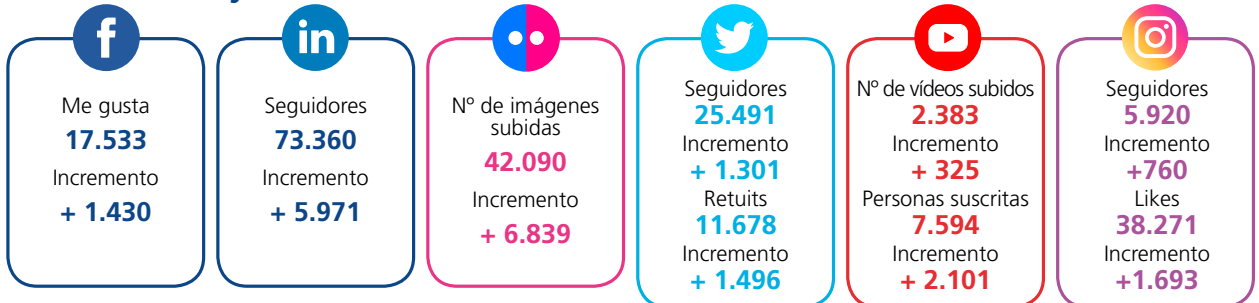 Me gusta
17.533
Incremento
+ 1.430
in
Seguidores
73.360
Incremento
+ 5.971
Nº de imágenes
subidas
42.090
Incremento
+ 6.839
Seguidores
25.491
Incremento
+ 1.301
Retuits
11.678
Incremento
+ 1.496
Nº de vídeos subidos
2.383
Incremento
+ 325
Personas suscritas
7.594
Incremento
+ 2.101
Seguidores
5.920
Incremento
+760
Likes
38.271
Incremento
+1.693